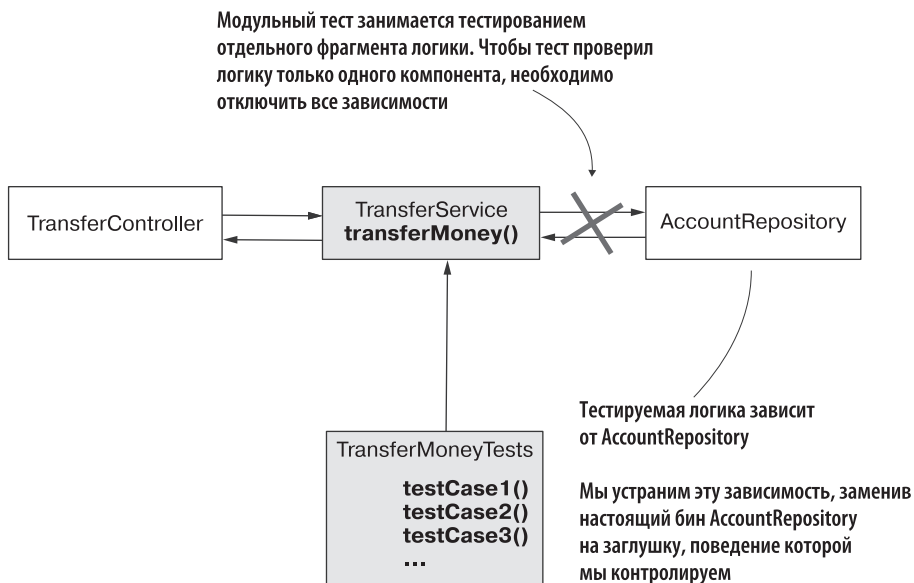 Модульный тест занимается тестированием
отдельного фрагмента логики. Чтобы тест проверил
логику только одного компонента, необходимо
отключить все зависимости
TransferController
TransferService
transferMoney()
AccountRepository
TransferMoneyTests
testCase1()
testCase2()
testCase3()
...
Тестируемая логика зависит
от AccountRepository
Мы устраним эту зависимость, заменив
настоящий бин AccountRepository
на заглушку, поведение которой
мы контролируем